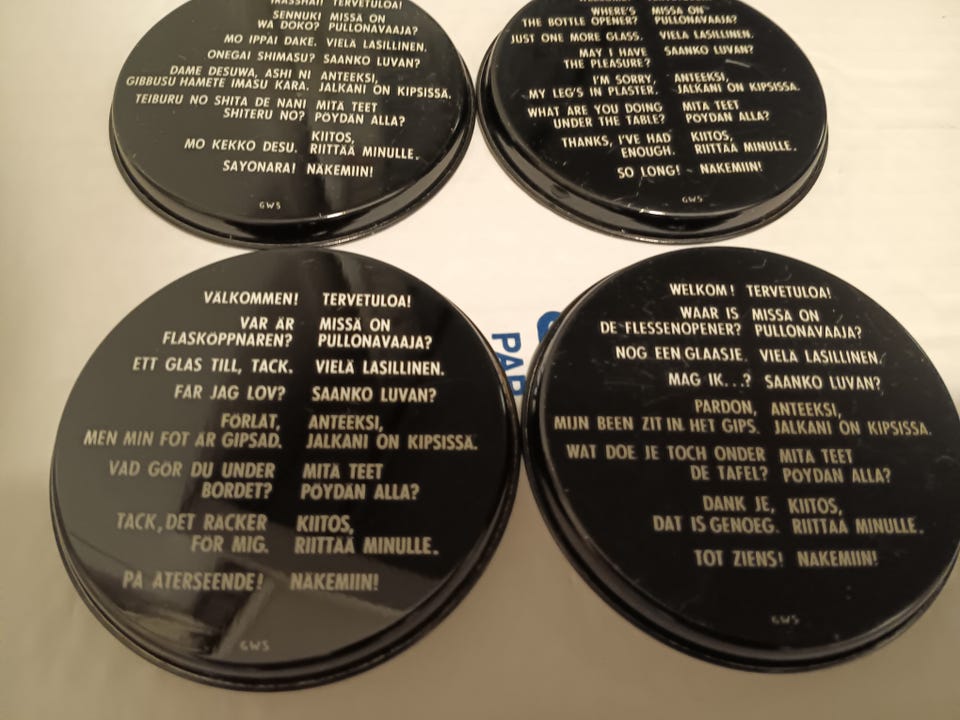 TERVETULOA!
SENNUKI MISSÄ ON
WA DOKO? PULLONAVAAJA?
MO IPPAI DAKE. VIELÄ LASILLINEN.
ONEGAI SHIMASU? SAANKO LUVAN?
DAME DESUWA, ASHI NI ANTEEKSI,
GIBBUSU HAMETE IMASU KARA. JALKANI ON KIPSISSÄ.
TEIBURU NO SHITA DE NANI MITÄ TEET
SHITERU NO? PÖYDÄN ALLA?
KIITOS,
MO KEKKO DESU. RIITTÄÄ MINULLE.
SAYONARA! NÄKEMIIN!
GWS
WHERE'S MISSÄ ON
THE BOTTLE OPENER? PULLONAVAAJA?
JUST ONE MORE GLASS. VIELÄ LASILLINEN.
MAY I HAVE SAANKO LUVAN?
THE PLEASURE?
I'M SORRY, ANTEEKSI,
MY LEG'S IN PLASTER. JALKANI ON KIPSISSÄ.
WHAT ARE YOU DOING MITÄ TEET
UNDER THE TABLE? PÖYDÄN ALLA?
THANKS, I'VE HAD KIITOS,
ENOUGH. RIITTÄÄ MINULLE.
SO LONG! NÄKEMIIN!
GWS
VÄLKOMMEN! TERVETULOA!
VAR ÄR MISSÄ ON
FLASKÖPPNAREN? PULLONAVAAJA?
ETT GLAS TILL, TACK. VIELÄ LASILLINEN.
FÅR JAG LOV? SAANKO LUVAN?
FÖRLÅT, ANTEEKSI,
MEN MIN FOT ÄR GIPSAD. JALKANI ON KIPSISSÄ.
VAD GÖR DU UNDER MITÄ TEET
BORDET? PÖYDÄN ALLA?
TACK, DET RÄCKER KIITOS,
FÖR MIG. RIITTÄÄ MINULLE.
PÅ ÅTERSEENDE! NÄKEMIIN!
GWS
PAP
WELKOM! TERVETULOA!
WAAR IS MISSÄ ON
DE FLESSENOPENER? PULLONAVAAJA?
NOG EEN GLAASJE. VIELÄ LASILLINEN.
MAG IK...? SAANKO LUVAN?
PARDON, ANTEEKSI,
MIJN BEEN ZIT IN HET GIPS. JALKANI ON KIPSISSÄ.
WAT DOE JE TOCH ONDER MITÄ TEET
DE TAFEL? PÖYDÄN ALLA?
DANK JE, KIITOS,
DAT IS GENOEG. RIITTÄÄ MINULLE.
TOT ZIENS! NÄKEMIIN!
GWS